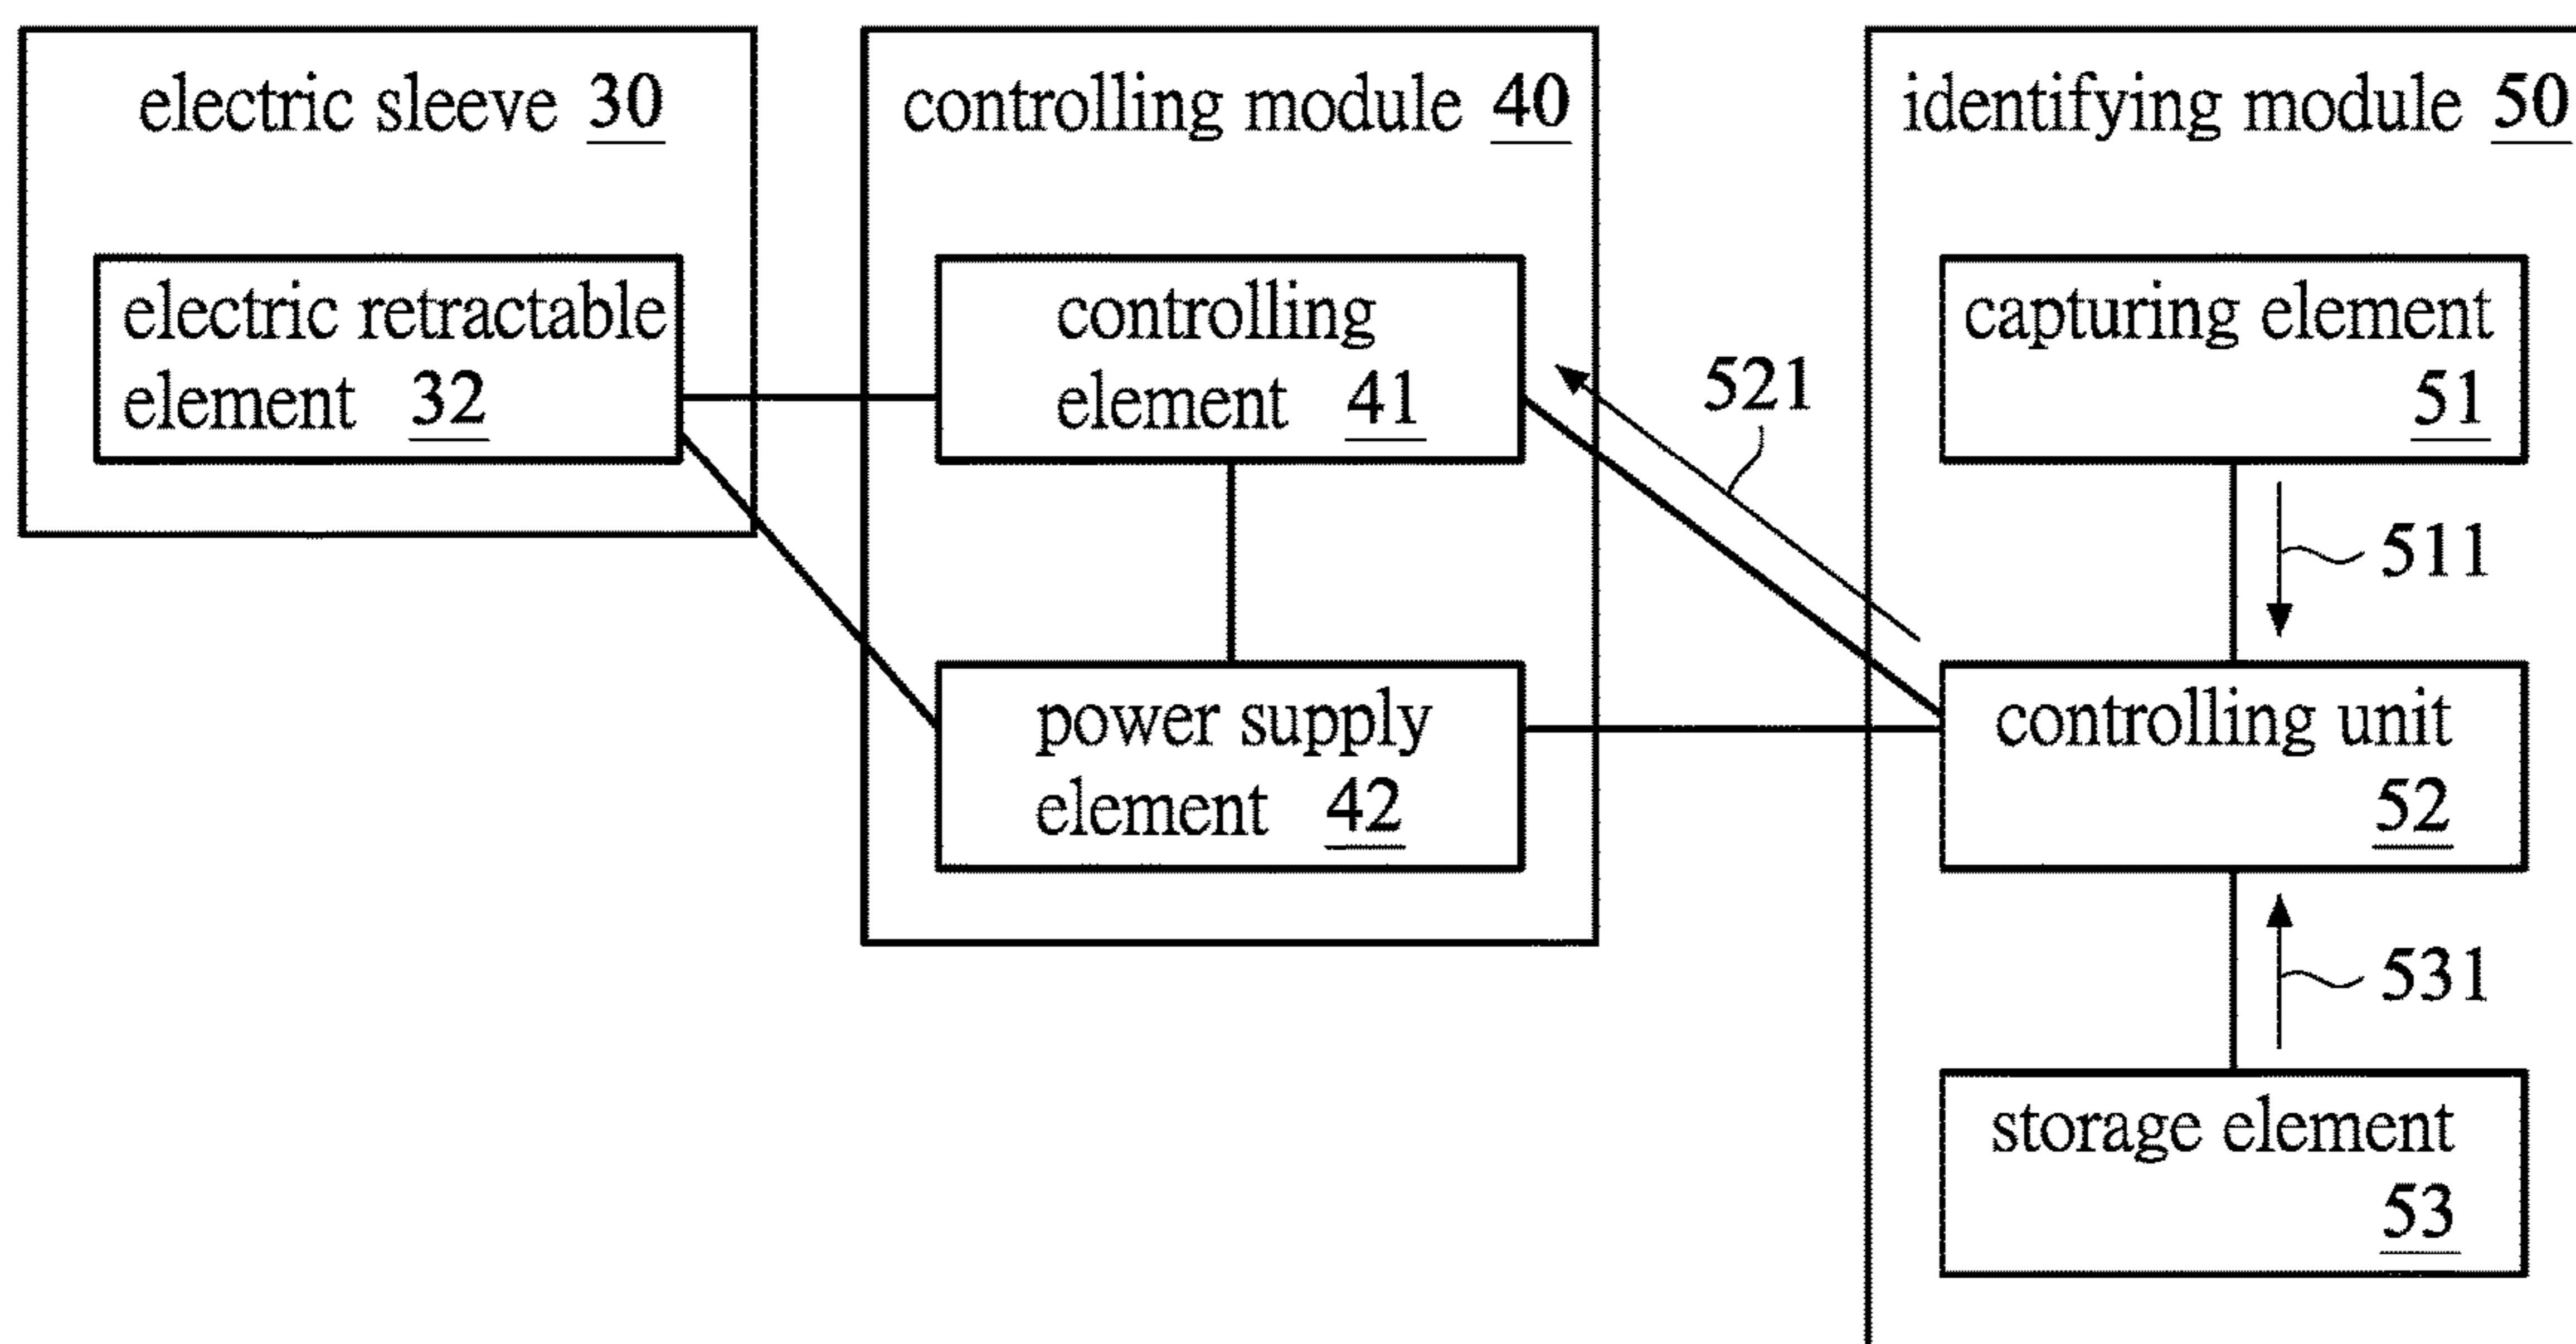 electric sleeve 30
electric retractable
element 32
controlling module 40
controlling
element 41
power supply
element 42
521
identifying module 50
capturing element
51
511
controlling unit
52
531
storage element
53